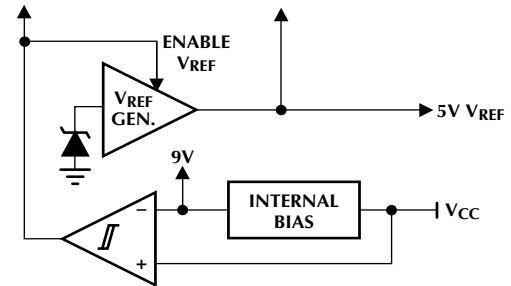 ENABLE
VREF
VREF
GEN.
5V VREF
9V
INTERNAL
BIAS
VCC
−
+